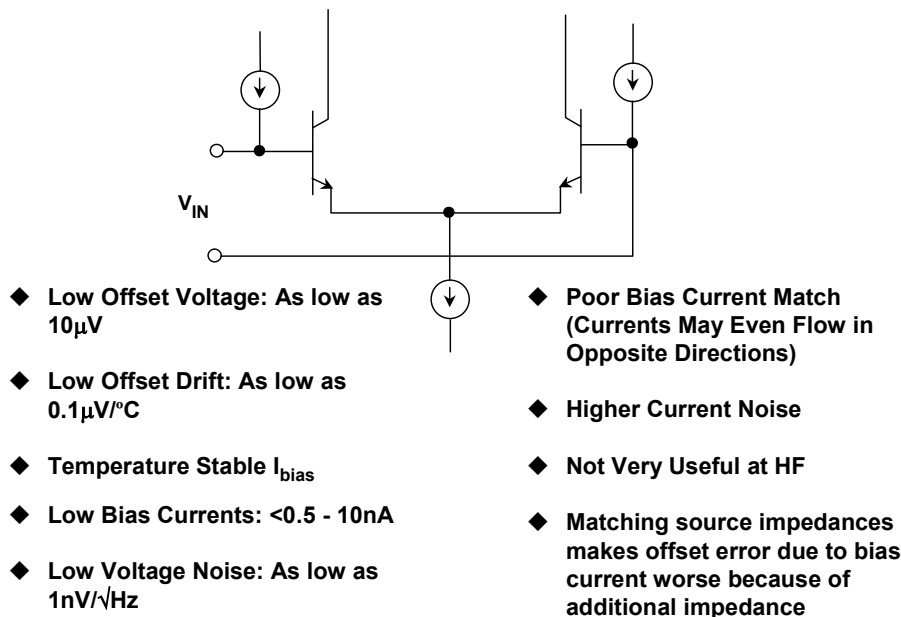 V_IN
◆ Low Offset Voltage: As low as
10μV
◆ Low Offset Drift: As low as
0.1μV/ºC
◆ Temperature Stable I_bias
◆ Low Bias Currents: <0.5 - 10nA
◆ Low Voltage Noise: As low as
1nV/√Hz
◆ Poor Bias Current Match
(Currents May Even Flow in
Opposite Directions)
◆ Higher Current Noise
◆ Not Very Useful at HF
◆ Matching source impedances
makes offset error due to bias
current worse because of
additional impedance